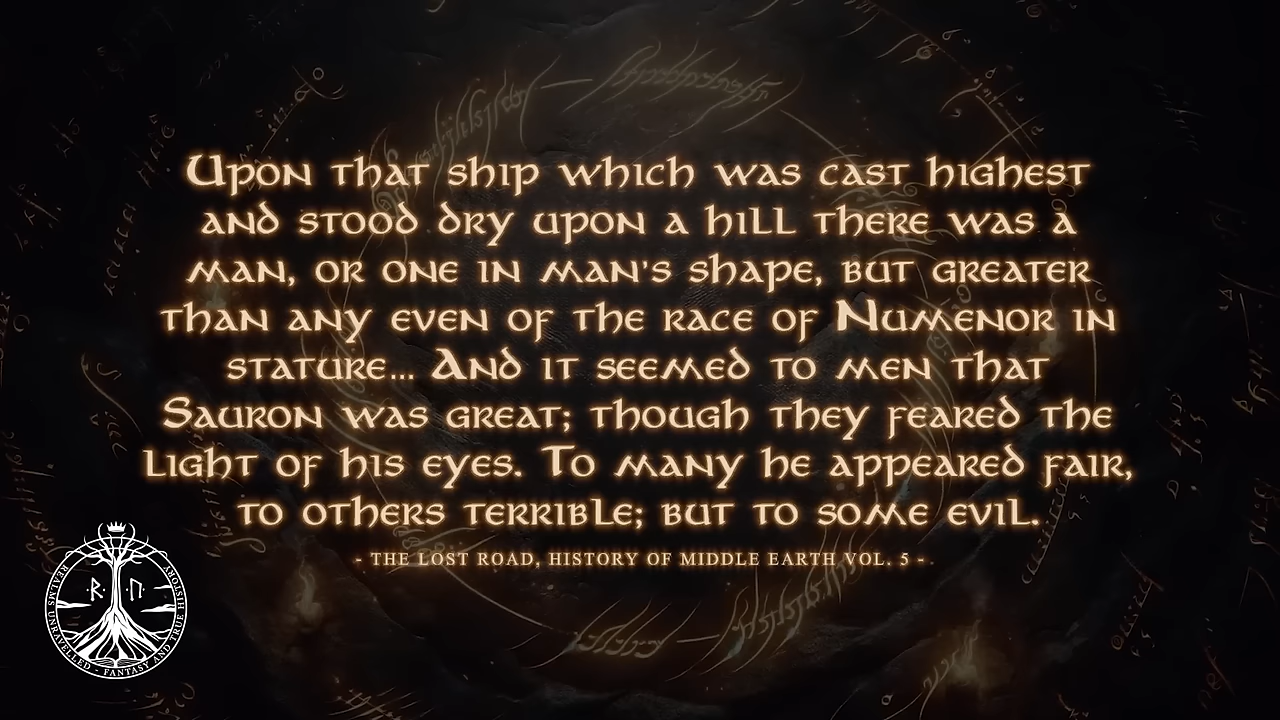 Upon that ship which was cast highest
and stood dry upon a hill there was a
man, or one in man's shape, but greater
than any even of the race of Numenor in
stature... And it seemed to men that
Sauron was great; though they feared the
light of his eyes. To many he appeared fair,
to others terrible; but to some evil.
- THE LOST ROAD, HISTORY OF MIDDLE EARTH VOL. 5 -
REALMS UNRAVELLED - FANTASY AND TRUE HISTORY